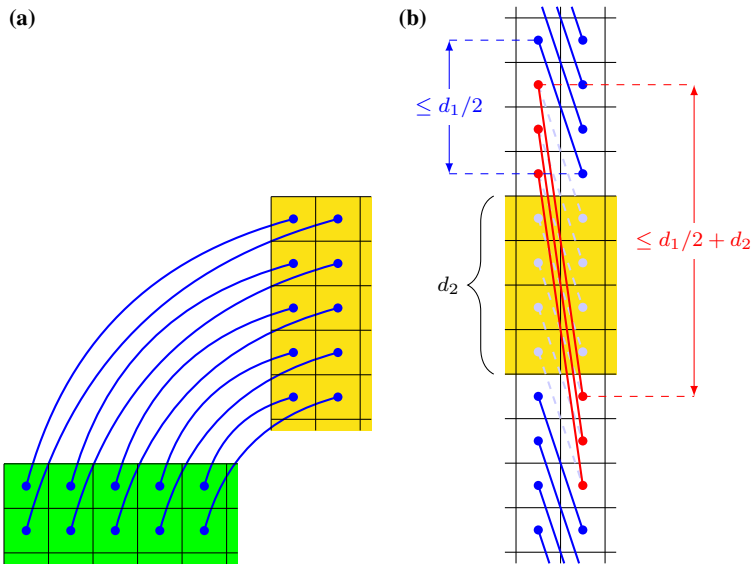 (a)
(b)
≤ d₁/2
≤ d₁/2 + d₂
d₂